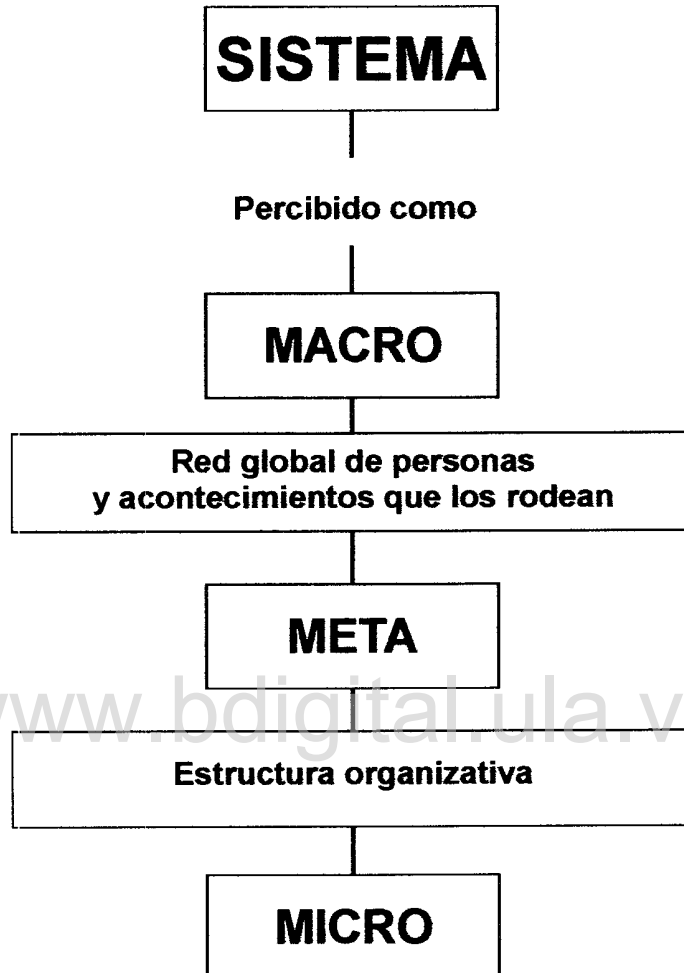 SISTEMA
Percibido como
MACRO
Red global de personas
y acontecimientos que los rodean
META
www.bdigital.ula.v
Estructura organizativa
MICRO